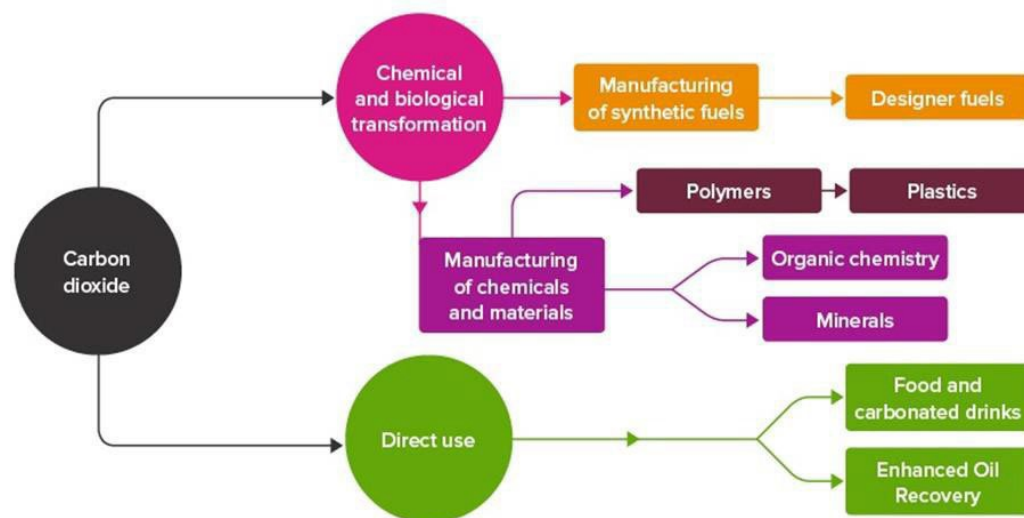 Chemical
and biological
transformation
Manufacturing
of synthetic fuels
Designer fuels
Polymers
Plastics
Carbon
dioxide
Manufacturing
of chemicals
and materials
Organic chemistry
Minerals
Direct use
Food and
carbonated drinks
Enhanced Oil
Recovery